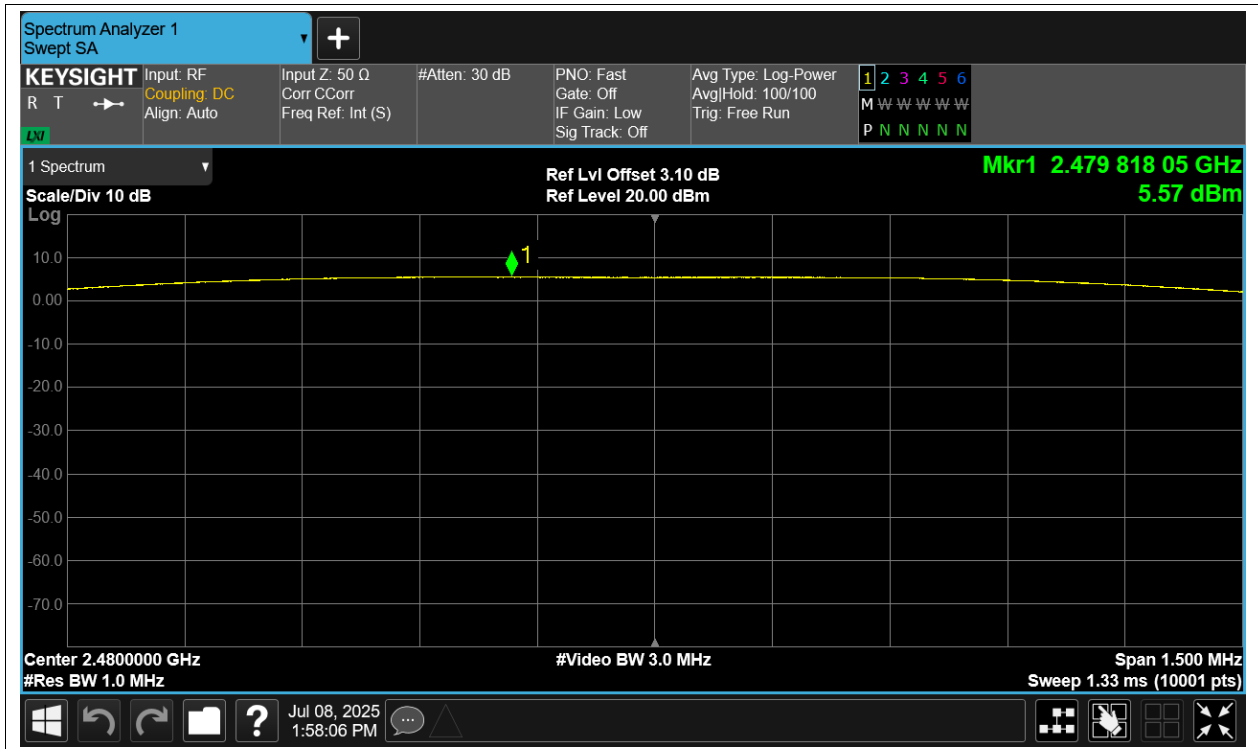 Spectrum Analyzer 1
Swept SA
KEYSIGHT
R T
LXI
Input: RF
Coupling: DC
Align: Auto
Input Z: 50 Ω
Corr CCorr
Freq Ref: Int (S)
#Atten: 30 dB
PNO: Fast
Gate: Off
IF Gain: Low
Sig Track: Off
Avg Type: Log-Power
Avg|Hold: 100/100
Trig: Free Run
1 2 3 4 5 6
M W W W W W
P N N N N N
1 Spectrum
Scale/Div 10 dB
Log
Ref Lvl Offset 3.10 dB
Ref Level 20.00 dBm
Mkr1 2.479 818 05 GHz
5.57 dBm
1
10.0
0.00
-10.0
-20.0
-30.0
-40.0
-50.0
-60.0
-70.0
Center 2.4800000 GHz
#Res BW 1.0 MHz
#Video BW 3.0 MHz
Span 1.500 MHz
Sweep 1.33 ms (10001 pts)
?
Jul 08, 2025
1:58:06 PM